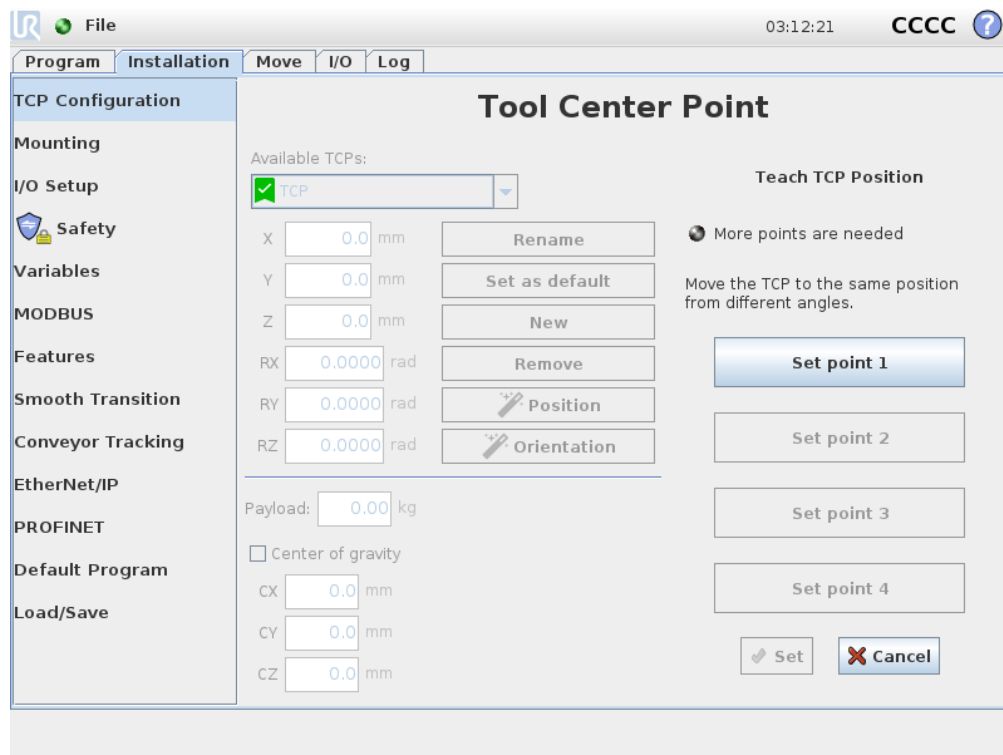 UR File 03:12:21 CCCC ?
Program Installation Move I/O Log
TCP Configuration
Mounting
I/O Setup
Safety
Variables
MODBUS
Features
Smooth Transition
Conveyor Tracking
EtherNet/IP
PROFINET
Default Program
Load/Save
Tool Center Point
Available TCPs:
TCP
X 0.0 mm Rename
Y 0.0 mm Set as default
Z 0.0 mm New
RX 0.0000 rad Remove
RY 0.0000 rad Position
RZ 0.0000 rad Orientation
Payload: 0.00 kg
Center of gravity
CX 0.0 mm
CY 0.0 mm
CZ 0.0 mm
Teach TCP Position
More points are needed
Move the TCP to the same position
from different angles.
Set point 1
Set point 2
Set point 3
Set point 4
Set Cancel